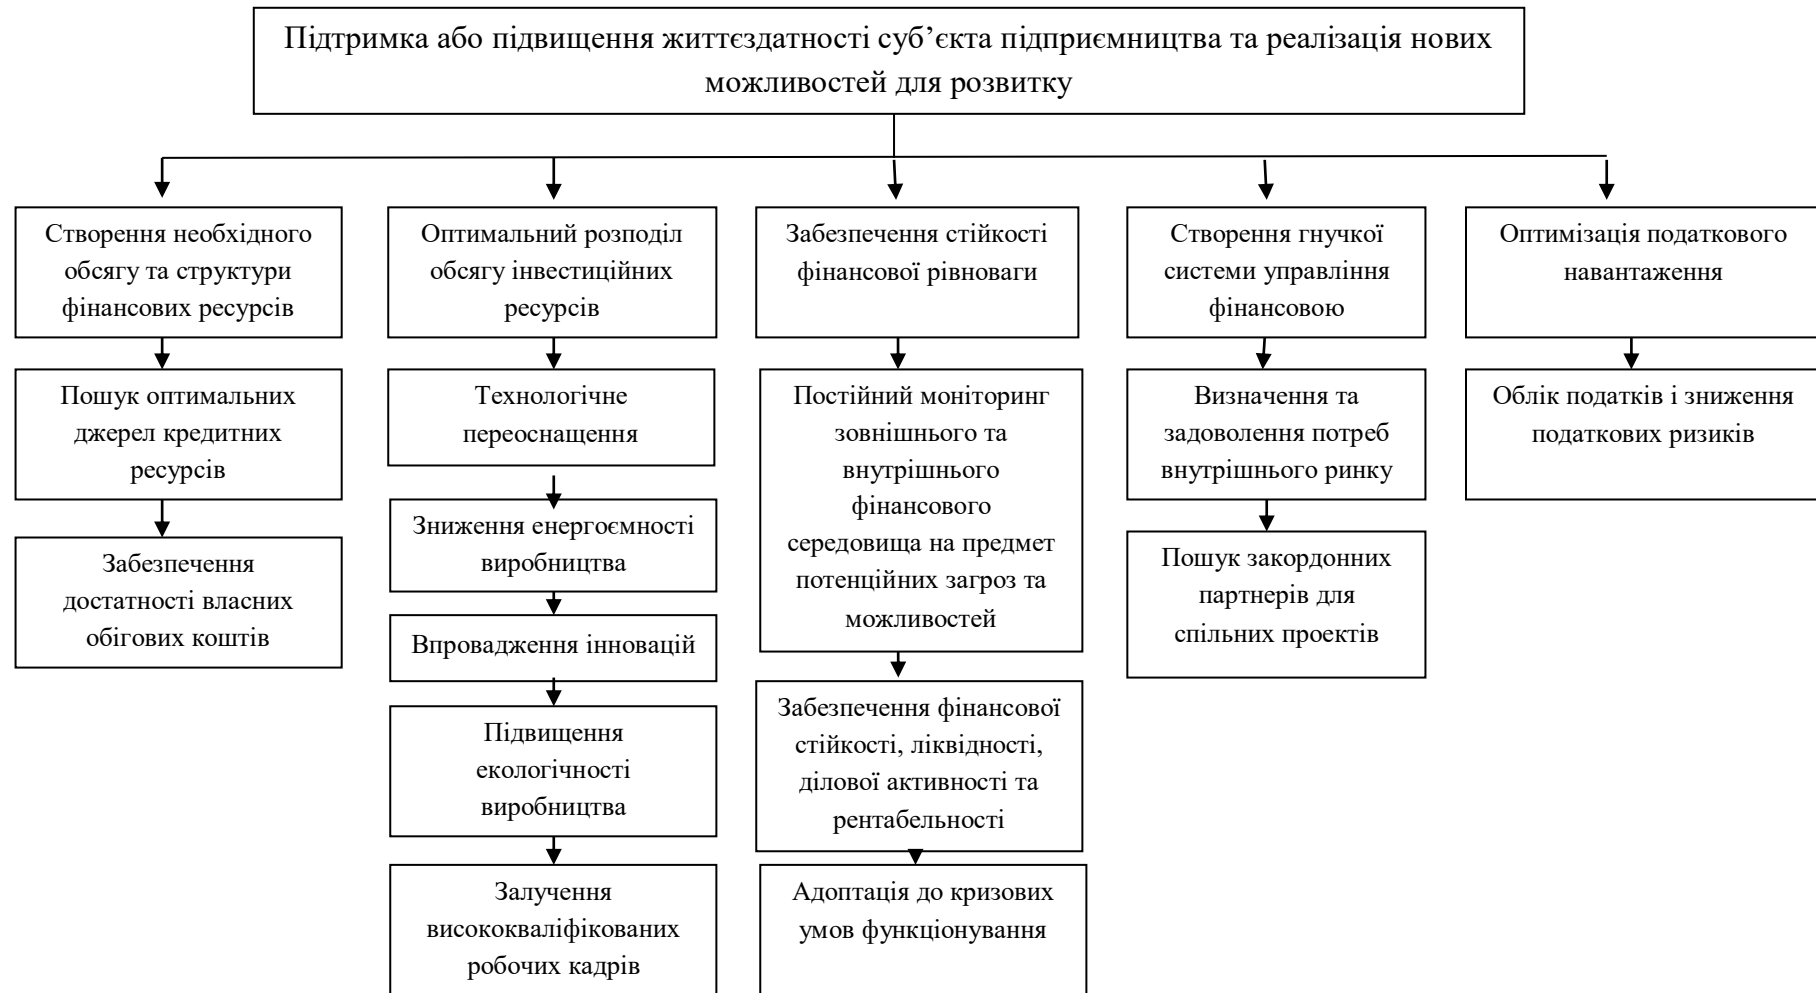 Підтримка або підвищення життєздатності суб’єкта підприємництва та реалізація нових
можливостей для розвитку
Створення необхідного
обсягу та структури
фінансових ресурсів
Пошук оптимальних
джерел кредитних
ресурсів
Забезпечення
достатності власних
обігових коштів
Оптимальний розподіл
обсягу інвестиційних
ресурсів
Технологічне
переоснащення
Зниження енергоємності
виробництва
Впровадження інновацій
Підвищення
екологічності
виробництва
Залучення
висококваліфікованих
робочих кадрів
Забезпечення стійкості
фінансової рівноваги
Постійний моніторинг
зовнішнього та
внутрішнього
фінансового
середовища на предмет
потенційних загроз та
можливостей
Забезпечення фінансової
стійкості, ліквідності,
ділової активності та
рентабельності
Адоптація до кризових
умов функціонування
Створення гнучкої
системи управління
фінансовою
Визначення та
задоволення потреб
внутрішнього ринку
Пошук закордонних
партнерів для
спільних проектів
Оптимізація податкового
навантаження
Облік податків і зниження
податкових ризиків